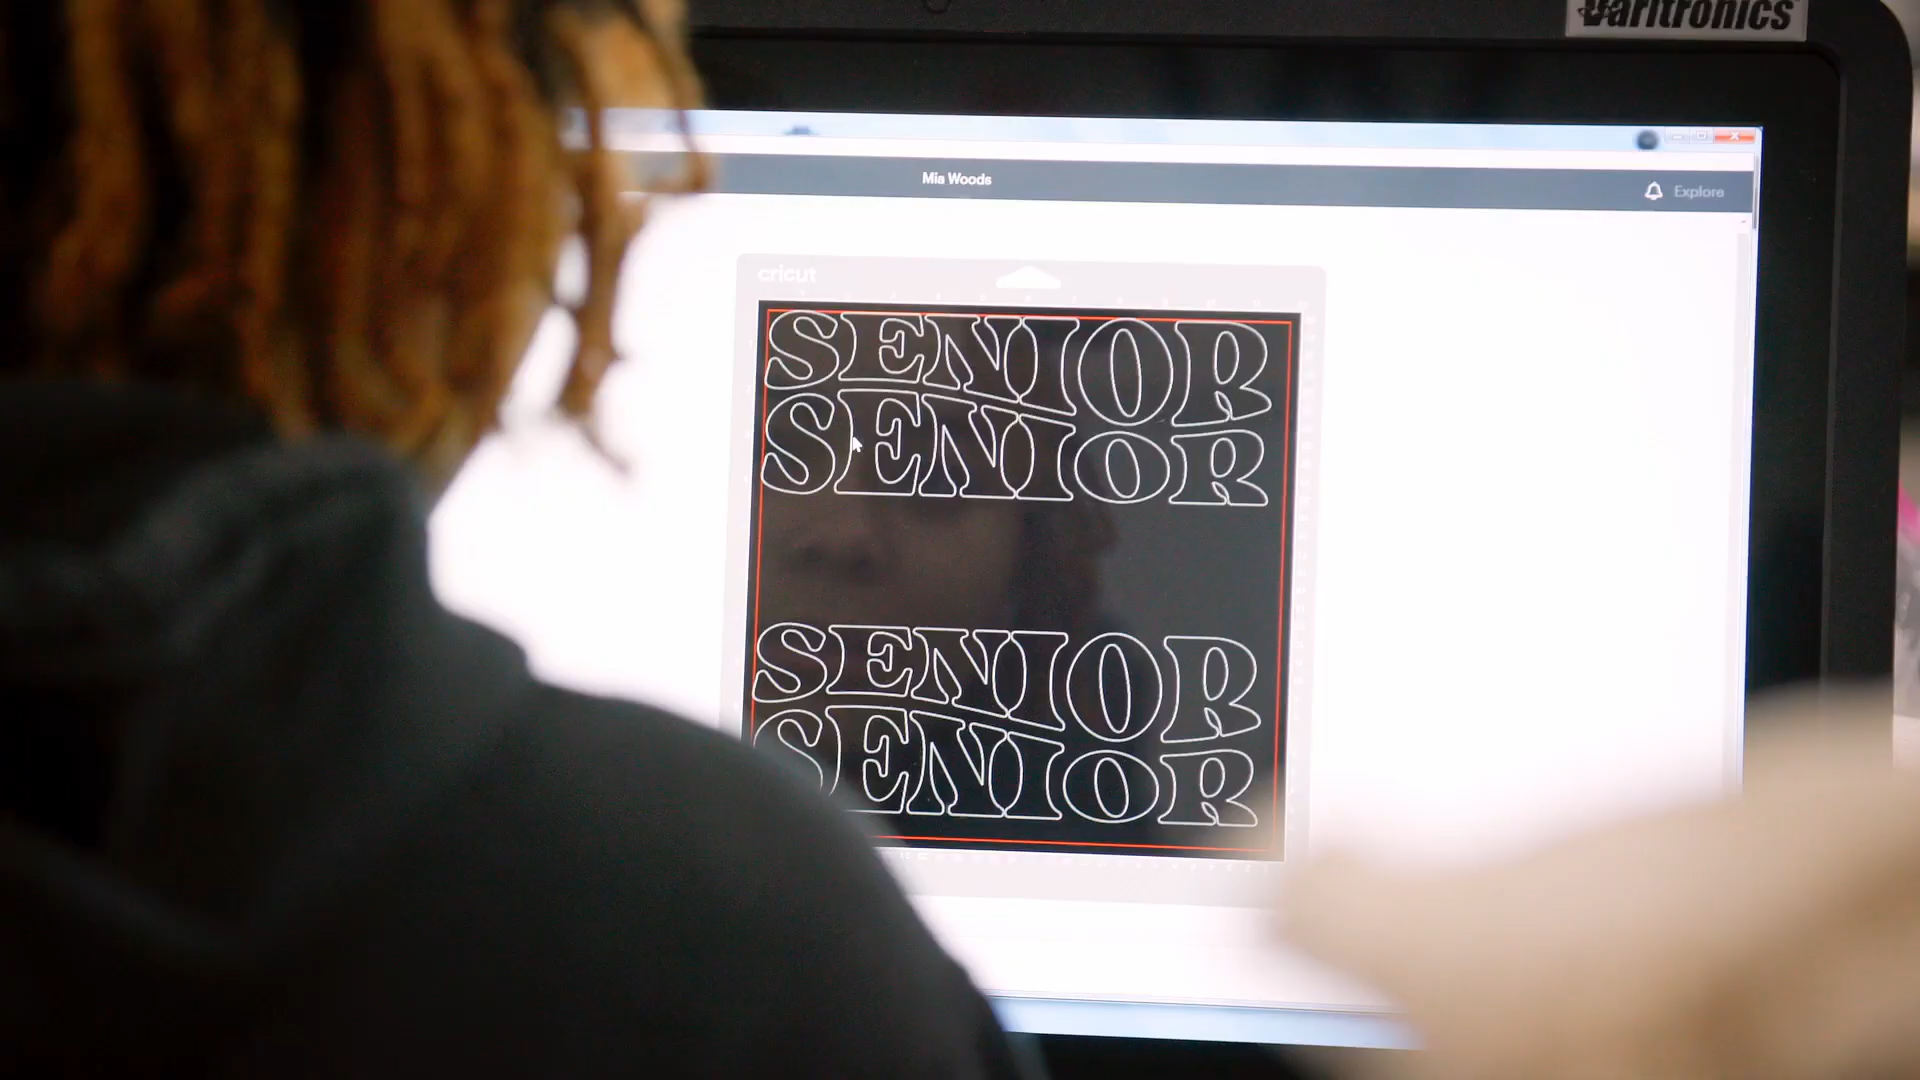 Varitronics
Mia Woods
Explore
cricut
SENIOR
SENIOR
SENIOR
SENIOR